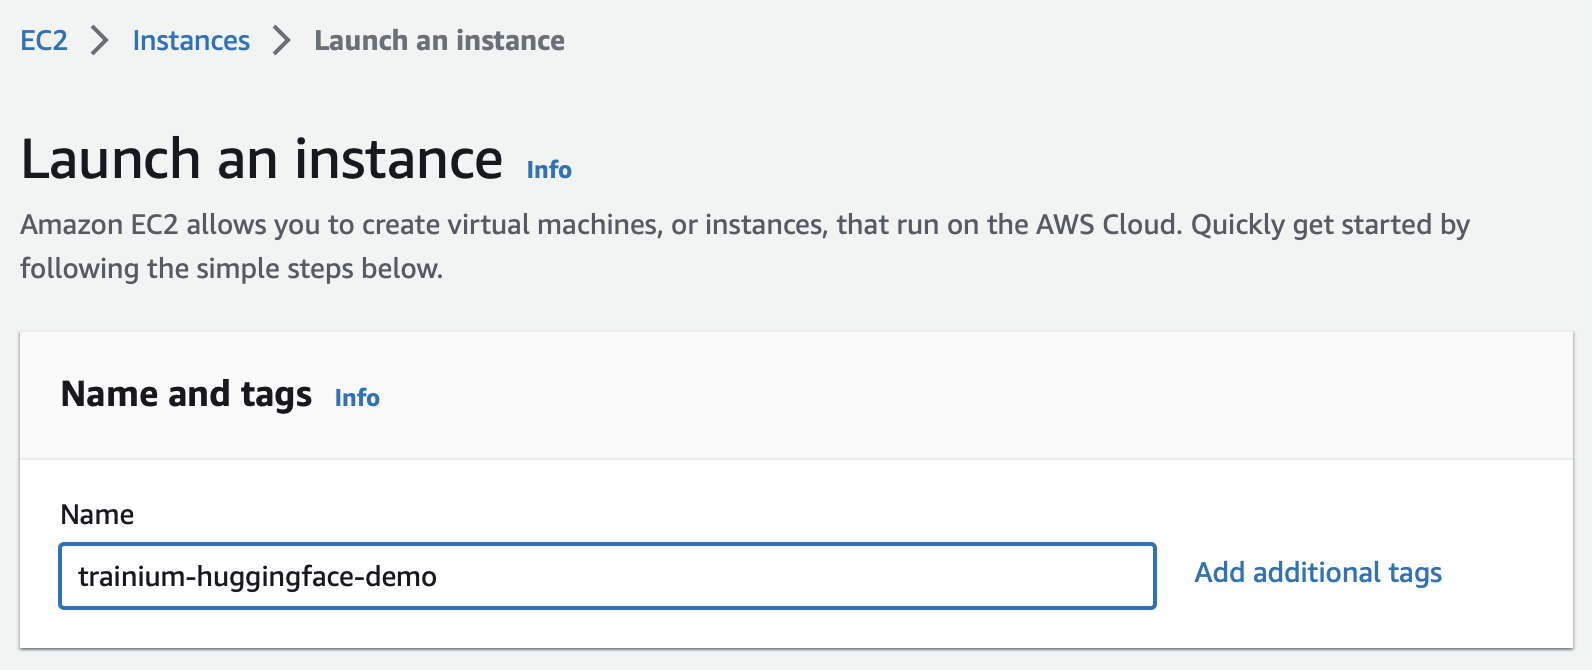 EC2 > Instances > Launch an instance
Launch an instance Info
Amazon EC2 allows you to create virtual machines, or instances, that run on the AWS Cloud. Quickly get started by
following the simple steps below.
Name and tags Info
Name
trainium-huggingface-demo Add additional tags